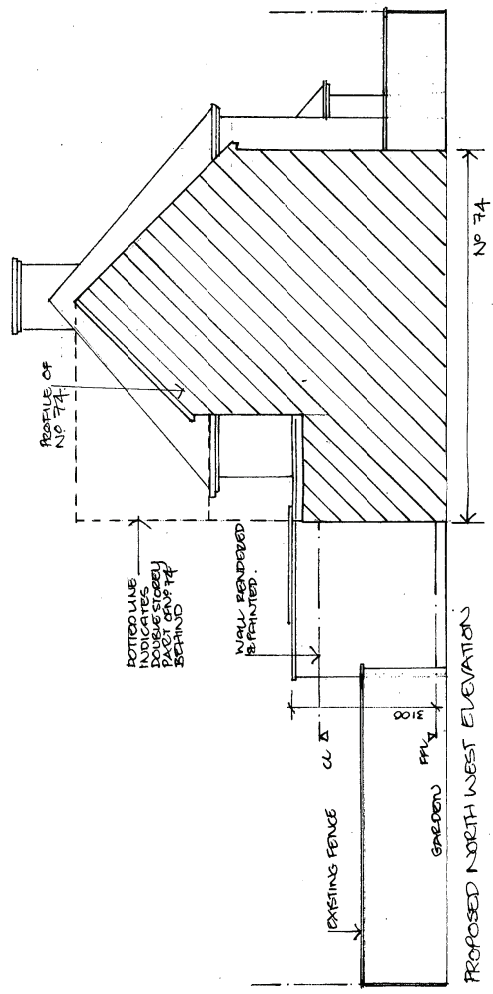 PROFILE OF
Nº 74
DOTTED LINE
INDICATES
DOUBLE STOREY
PART OF Nº 74
BEHIND
WALL RENDERED
& PAINTED.
CL
3100
FFL
EXISTING FENCE
GARDEN
Nº 74
PROPOSED NORTH WEST ELEVATION